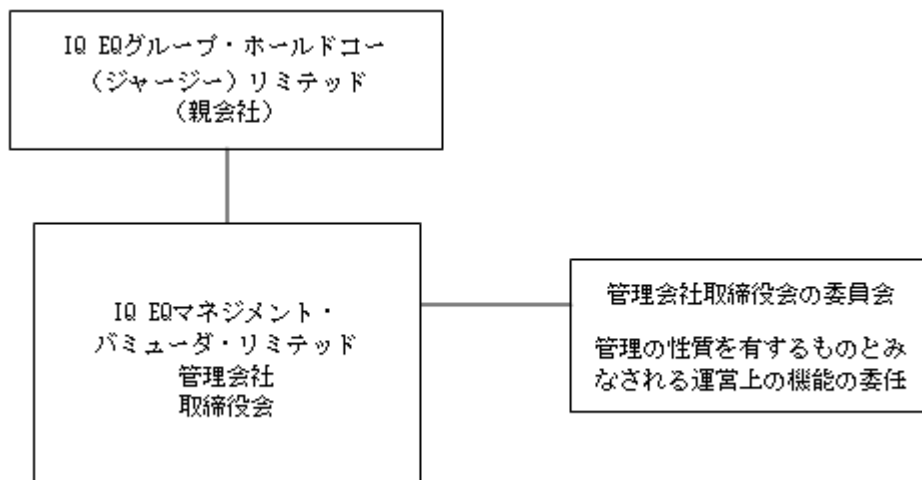 IQ EQグループ・ホールドコー
（ジャージー）リミテッド
（親会社）
IQ EQマネジメント・
バミューダ・リミテッド
管理会社
取締役会
管理会社取締役会の委員会
管理の性質を有するものとみ
なされる運営上の機能の委任